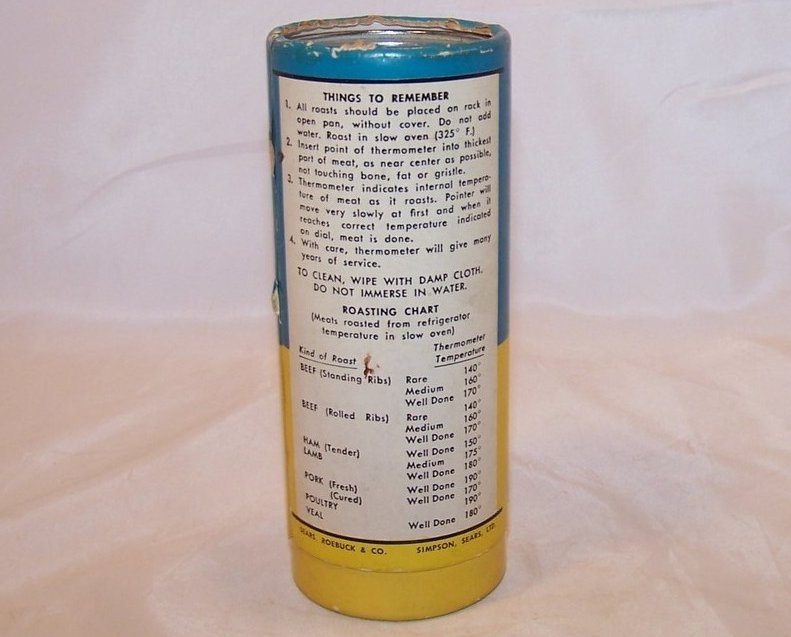 THINGS TO REMEMBER
1. All roasts should be placed on rack in
open pan, without cover. Do not add
water. Roast in slow oven (325° F.)
2. Insert point of thermometer into thickest
part of meat, as near center as possible,
not touching bone, fat or gristle.
3. Thermometer indicates internal tempera-
ture of meat as it roasts. Pointer will
move very slowly at first and when it
reaches correct temperature indicated
on dial, meat is done.
4. With care, thermometer will give many
years of service.
TO CLEAN, WIPE WITH DAMP CLOTH.
DO NOT IMMERSE IN WATER.
ROASTING CHART
(Meats roasted from refrigerator
temperature in slow oven)
Kind of Roast Thermometer Temperature
BEEF (Standing Ribs) Rare 140°
Medium 160°
Well Done 170°
BEEF (Rolled Ribs) Rare 140°
Medium 160°
Well Done 170°
HAM (Tender) Well Done 150°
LAMB Medium 175°
Well Done 180°
PORK (Fresh) Well Done 190°
(Cured) Well Done 170°
POULTRY 190°
VEAL Well Done 180°
SEARS, ROEBUCK & CO. SIMPSON, SEARS, LTD.